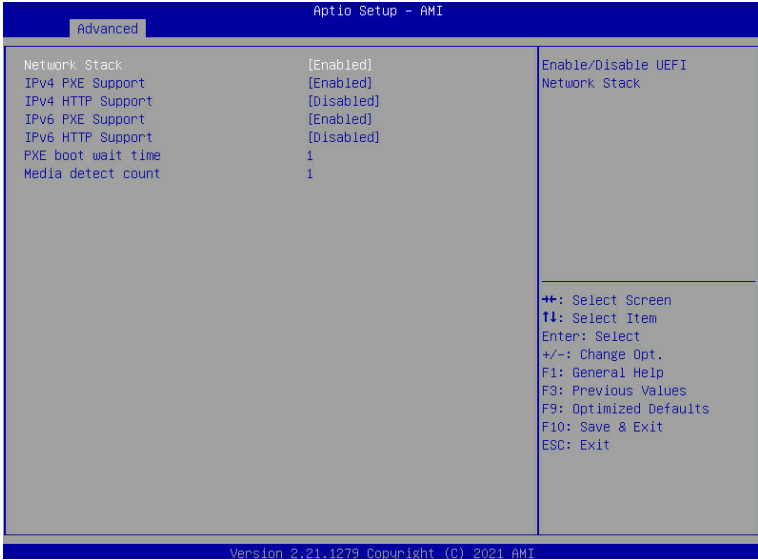 Aptio Setup – AMI
Advanced
Network Stack [Enabled]
IPv4 PXE Support [Enabled]
IPv4 HTTP Support [Disabled]
IPv6 PXE Support [Enabled]
IPv6 HTTP Support [Disabled]
PXE boot wait time 1
Media detect count 1
Enable/Disable UEFI
Network Stack
→←: Select Screen
↑↓: Select Item
Enter: Select
+/-: Change Opt.
F1: General Help
F3: Previous Values
F9: Optimized Defaults
F10: Save & Exit
ESC: Exit
Version 2.21.1279 Copyright (C) 2021 AMI